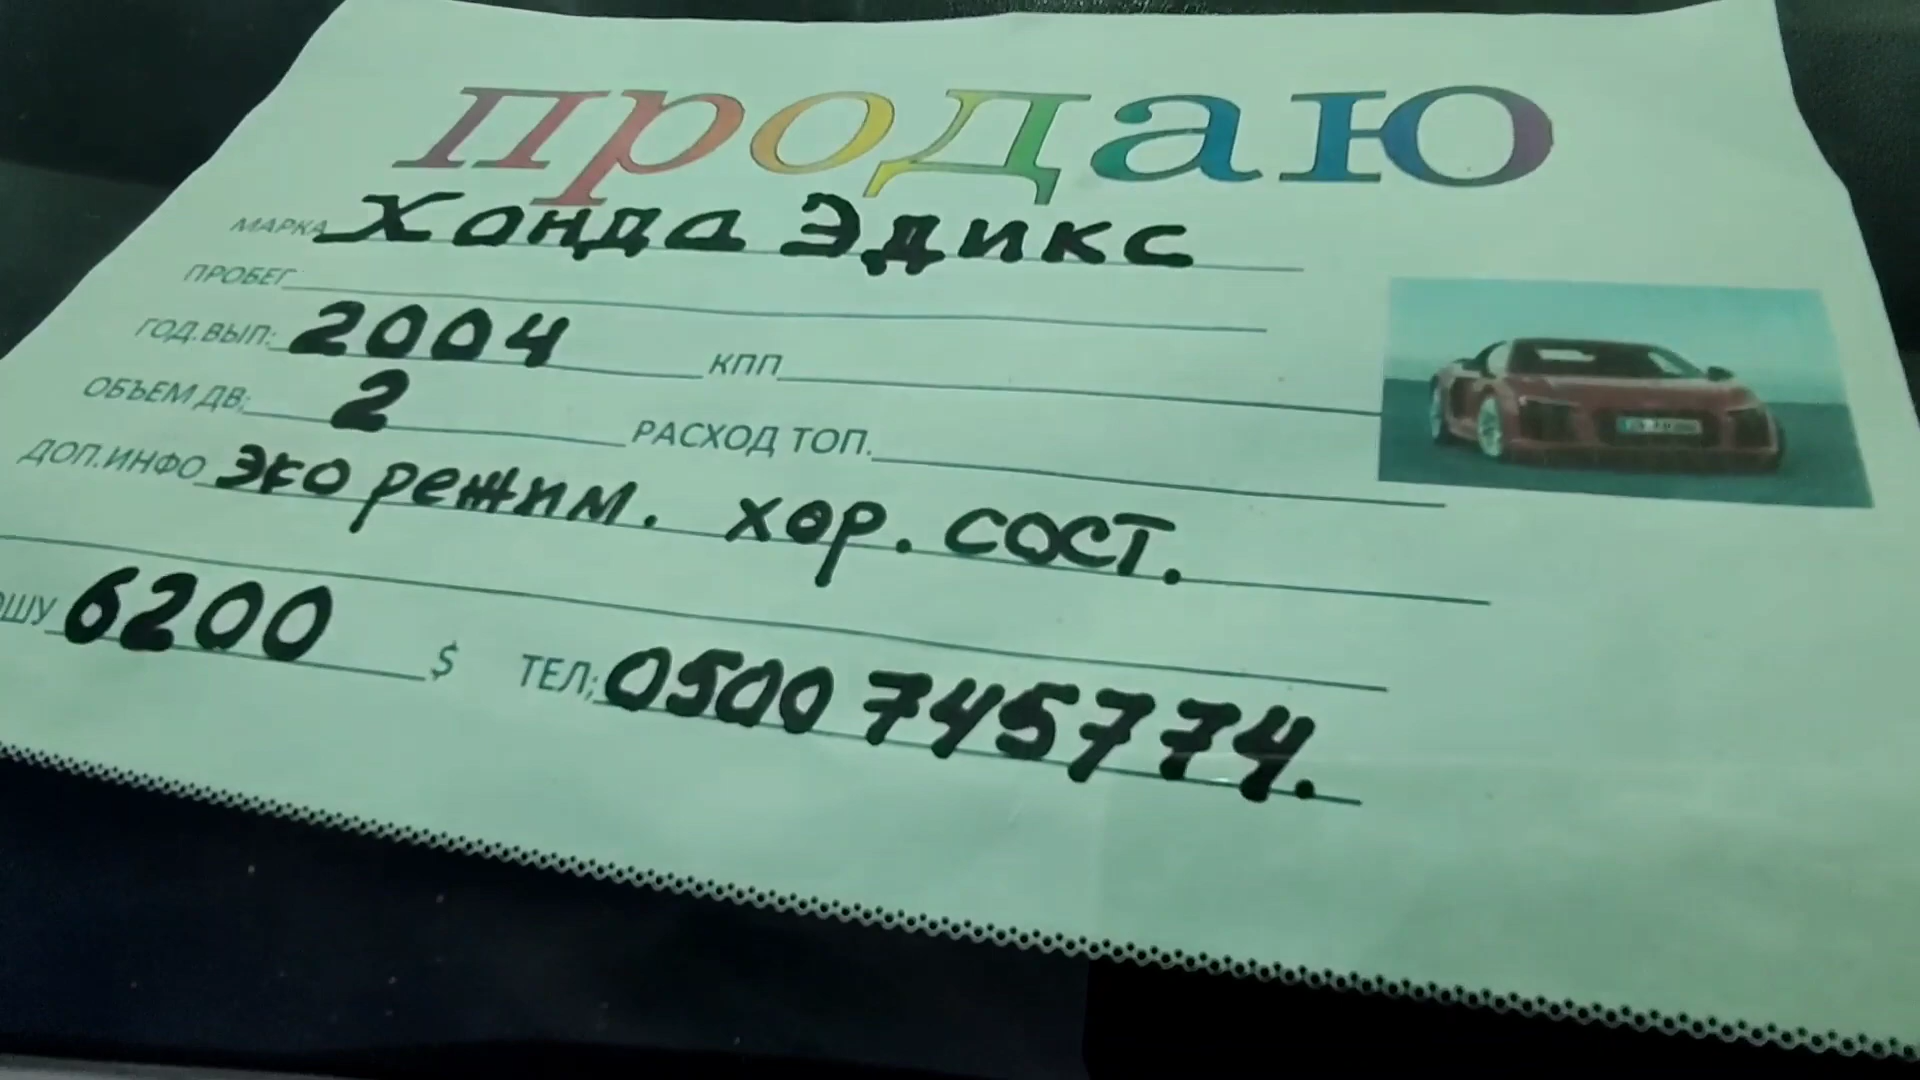 продаю
МАРКА Хонда Эдикс
ПРОБЕГ
ГОД.ВЫП: 2004 КПП
ОБЪЕМ ДВ; 2 РАСХОД ТОП.
ДОП.ИНФО эко режим. хор. сост.
ОШУ 6200 $ ТЕЛ; 0500 745774.